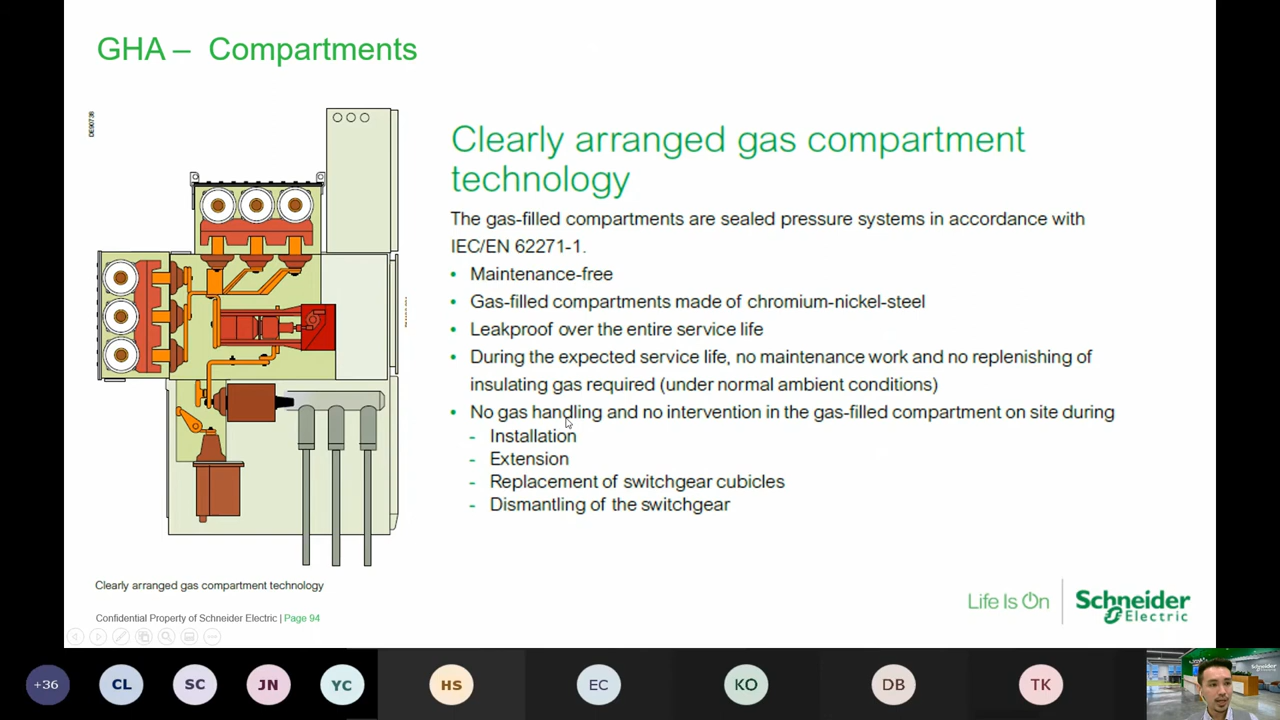 GHA – Compartments
DE90738
Clearly arranged gas compartment
technology
The gas-filled compartments are sealed pressure systems in accordance with
IEC/EN 62271-1.
• Maintenance-free
• Gas-filled compartments made of chromium-nickel-steel
• Leakproof over the entire service life
• During the expected service life, no maintenance work and no replenishing of
insulating gas required (under normal ambient conditions)
• No gas handling and no intervention in the gas-filled compartment on site during
- Installation
- Extension
- Replacement of switchgear cubicles
- Dismantling of the switchgear
Clearly arranged gas compartment technology
Confidential Property of Schneider Electric | Page 94
Life Is On
Schneider
Electric
+36
CL
SC
JN
YC
HS
EC
KO
DB
TK
Schneider